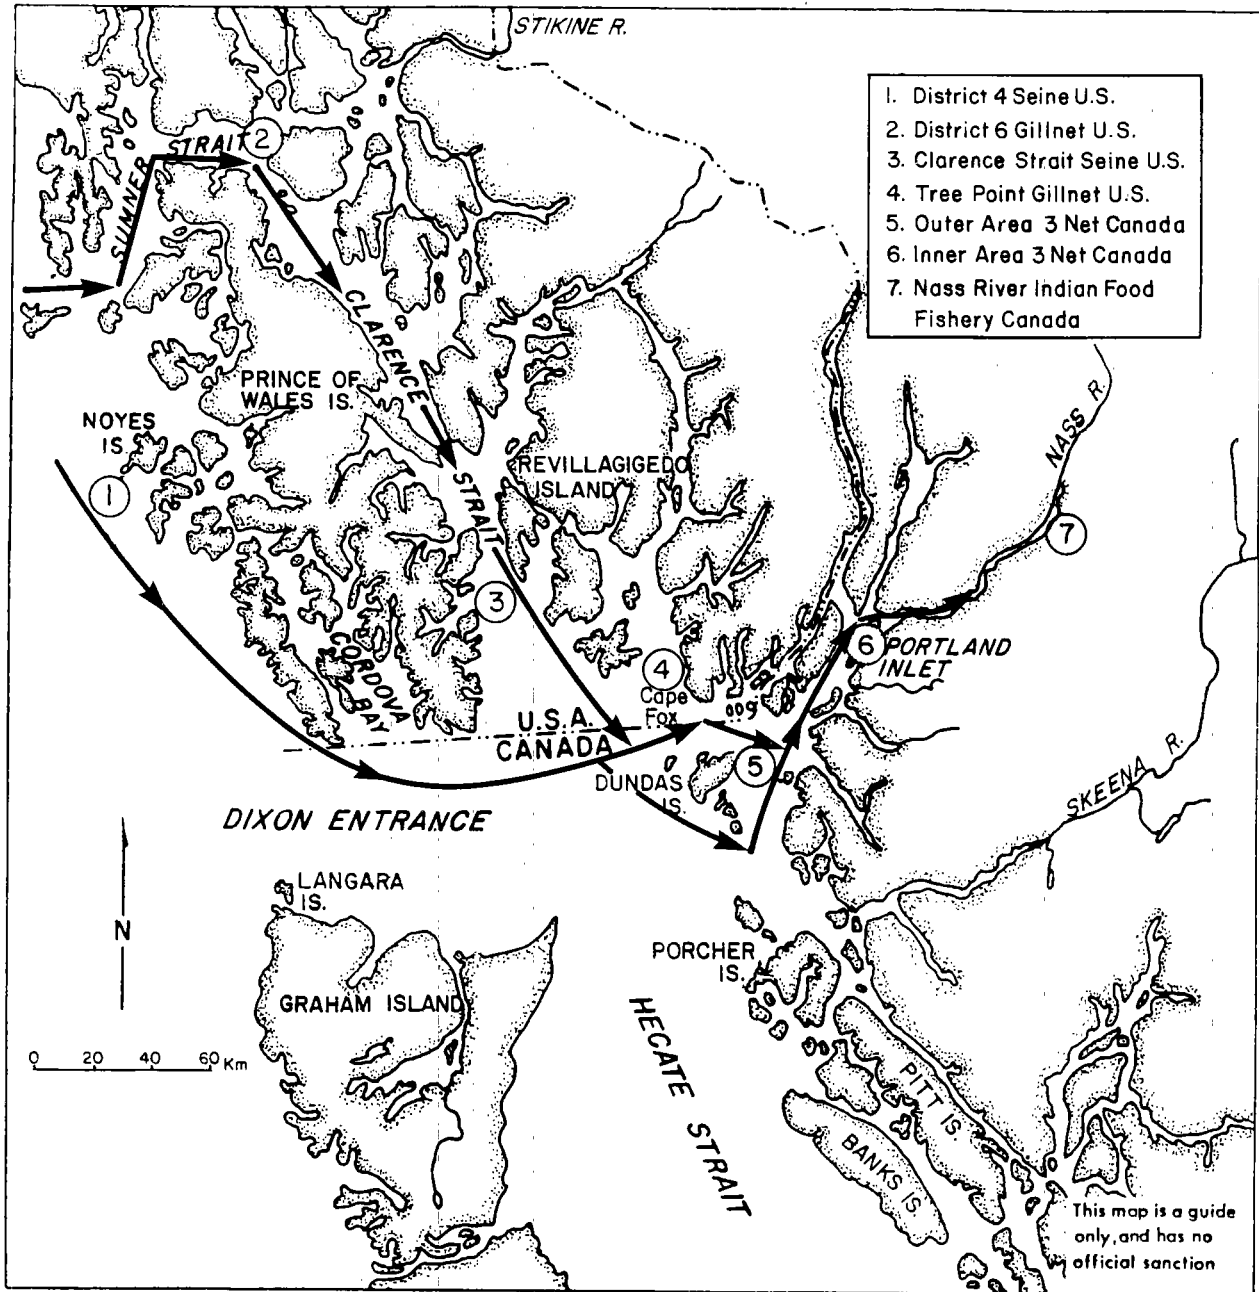 STIKINE R.
1. District 4 Seine U.S.
2. District 6 Gillnet U.S.
3. Clarence Strait Seine U.S.
4. Tree Point Gillnet U.S.
5. Outer Area 3 Net Canada
6. Inner Area 3 Net Canada
7. Nass River Indian Food
Fishery Canada
SUMNER STRAIT
2
CLARENCE STRAIT
PRINCE OF
WALES IS.
NOYES
IS.
1
REVILLAGIGEDO
ISLAND
NASS R.
7
3
CORDOVA
BAY
4
Cape
Fox
6
PORTLAND
INLET
U.S.A.
CANADA
5
DUNDAS
IS.
SKEENA R.
DIXON ENTRANCE
LANGARA
IS.
N
PORCHER
IS.
GRAHAM ISLAND
HECATE STRAIT
0 20 40 60 Km
PITT IS.
BANKS IS.
This map is a guide
only, and has no
official sanction